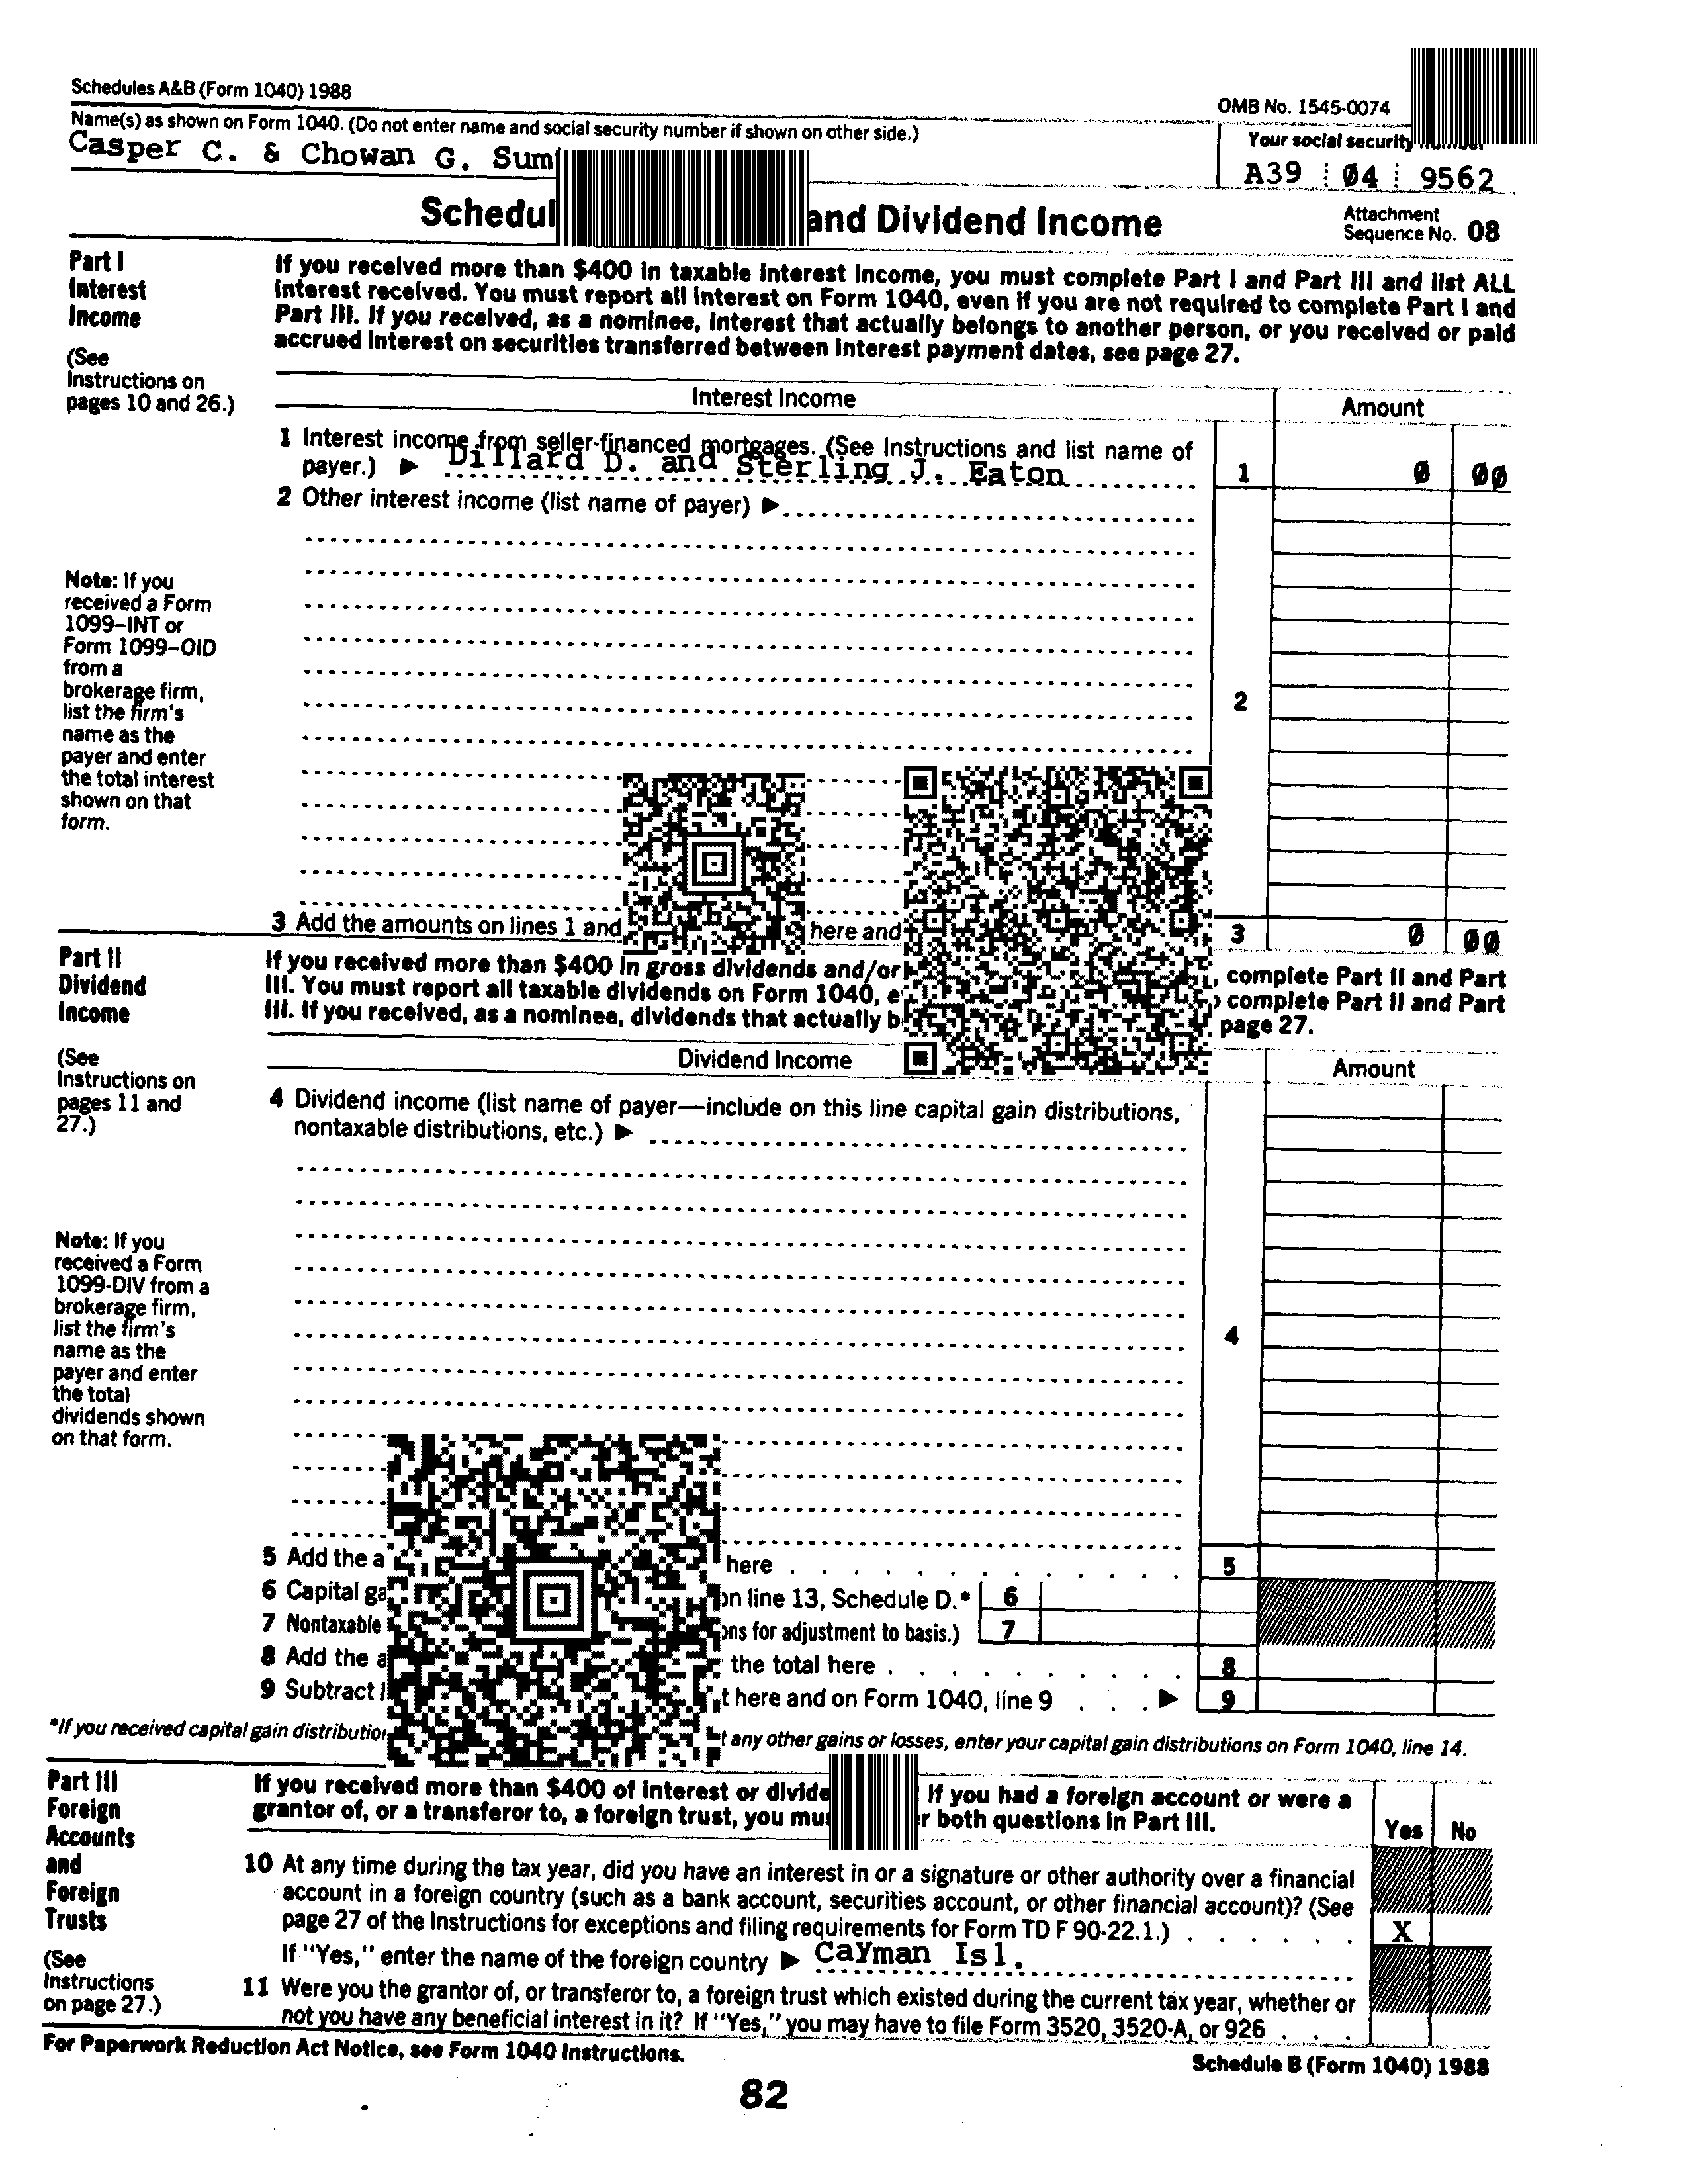 Schedules A&B (Form 1040) 1988
OMB No. 1545-0074
Name(s) as shown on Form 1040. (Do not enter name and social security number if shown on other side.)
Your social security
Casper C. & Chowan G.
A39 04 9562
and Dividend Income
Attachment
Sequence No. 08
Part I
Interest
Income
(See
Instructions on
pages 10 and 26.)
If you received more than $400 in taxable interest income, you must complete Part I and Part III and list ALL
interest received. You must report all interest on Form 1040, even if you are not required to complete Part I and
Part III. If you received, as a nominee, interest that actually belongs to another person, or you received or paid
accrued interest on securities transferred between interest payment dates, see page 27.
Interest Income
Amount
1 Interest income from seller-financed mortgages. (See Instructions and list name of
payer.) ▶ Dillard D. and Sterling J. Eaton
1 0 00
2 Other interest income (list name of payer) ▶
Note: If you
received a Form
1099–INT or
Form 1099–OID
from a
brokerage firm,
list the firm's
name as the
payer and enter
the total interest
shown on that
form.
2
3 Add the amounts on lines 1 and here and
3 0 00
Part II
Dividend
Income
(See
Instructions on
pages 11 and
27.)
If you received more than $400 in gross dividends and/or , complete Part II and Part
III. You must report all taxable dividends on Form 1040, complete Part II and Part
III. If you received, as a nominee, dividends that actually page 27.
Dividend Income
Amount
4 Dividend income (list name of payer—include on this line capital gain distributions,
nontaxable distributions, etc.) ▶
Note: If you
received a Form
1099-DIV from a
brokerage firm,
list the firm's
name as the
payer and enter
the total
dividends shown
on that form.
4
5 Add the here
5
6 Capital on line 13, Schedule D.* 6
7 Nontaxable for adjustment to basis.) 7
8 Add the the total here
8
9 Subtract here and on Form 1040, line 9 ▶ 9
*If you received capital gain any other gains or losses, enter your capital gain distributions on Form 1040, line 14.
Part III
Foreign
Accounts
and
Foreign
Trusts
(See
Instructions
on page 27.)
If you received more than $400 of interest or If you had a foreign account or were a
grantor of, or a transferor to, a foreign trust, you both questions in Part III.
Yes No
10 At any time during the tax year, did you have an interest in or a signature or other authority over a financial
account in a foreign country (such as a bank account, securities account, or other financial account)? (See
page 27 of the Instructions for exceptions and filing requirements for Form TD F 90-22.1.)
X
If "Yes," enter the name of the foreign country ▶ Cayman Isl.
11 Were you the grantor of, or transferor to, a foreign trust which existed during the current tax year, whether or
not you have any beneficial interest in it? If "Yes," you may have to file Form 3520, 3520-A, or 926
For Paperwork Reduction Act Notice, see Form 1040 Instructions.
Schedule B (Form 1040) 1988
82